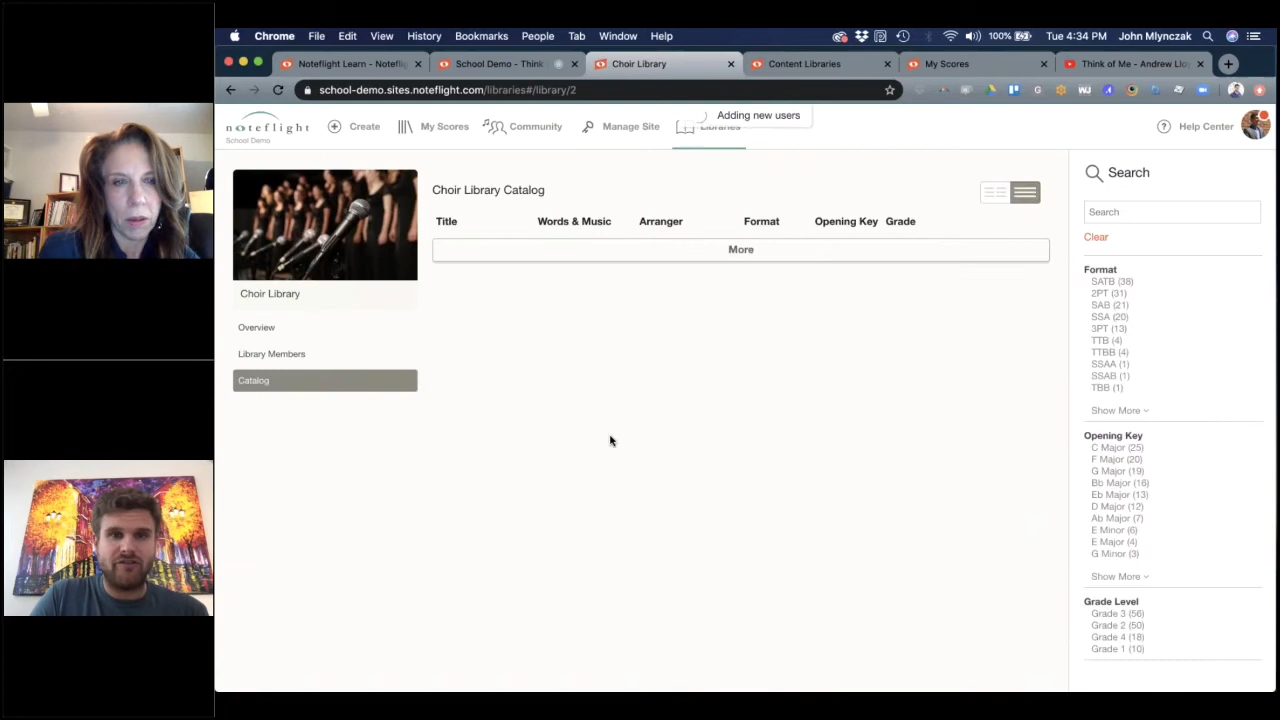 Chrome File Edit View History Bookmarks People Tab Window Help 100% Tue 4:34 PM John Mlynczak
Noteflight Learn - Noteflig School Demo - Think Choir Library Content Libraries My Scores Think of Me - Andrew Llo
school-demo.sites.noteflight.com/libraries#/library/2
noteflight
School Demo
Create My Scores Community Manage Site Libraries Help Center
Adding new users
Choir Library
Overview
Library Members
Catalog
Choir Library Catalog
Title Words & Music Arranger Format Opening Key Grade
More
Search
Search
Clear
Format
SATB (38)
2PT (31)
SAB (21)
SSA (20)
3PT (13)
TTB (4)
TTBB (4)
SSAA (1)
SSAB (1)
TBB (1)
Show More
Opening Key
C Major (25)
F Major (20)
G Major (19)
Bb Major (16)
Eb Major (13)
D Major (12)
Ab Major (7)
E Minor (6)
E Major (4)
G Minor (3)
Show More
Grade Level
Grade 3 (56)
Grade 2 (50)
Grade 4 (18)
Grade 1 (10)